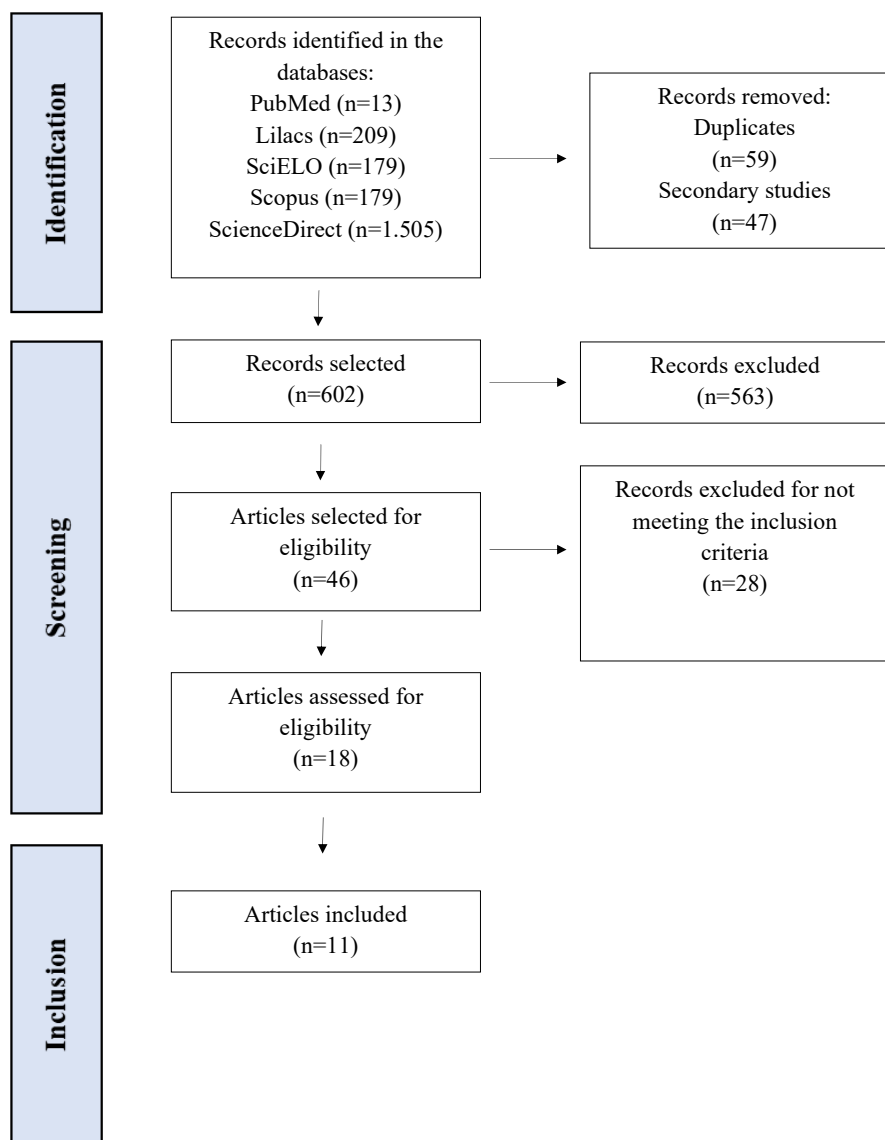 Identification
Records identified in the
databases:
PubMed (n=13)
Lilacs (n=209)
SciELO (n=179)
Scopus (n=179)
ScienceDirect (n=1.505)
Records removed:
Duplicates
(n=59)
Secondary studies
(n=47)
Screening
Records selected
(n=602)
Records excluded
(n=563)
Articles selected for
eligibility
(n=46)
Records excluded for not
meeting the inclusion
criteria
(n=28)
Articles assessed for
eligibility
(n=18)
Inclusion
Articles included
(n=11)